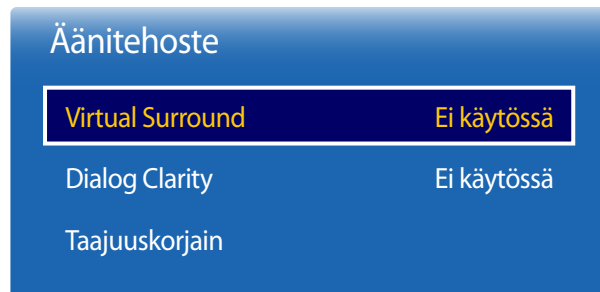 Äänitehoste
Virtual Surround Ei käytössä
Dialog Clarity Ei käytössä
Taajuuskorjain